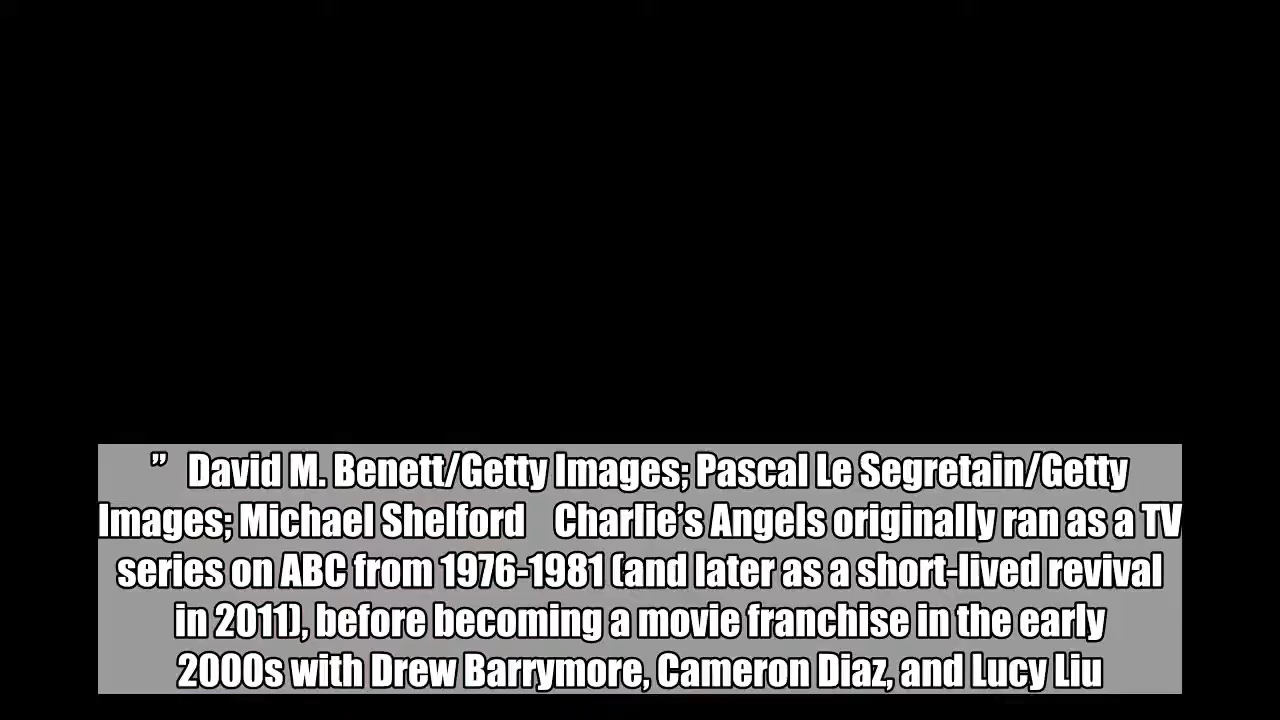 ”   David M. Benett/Getty Images; Pascal Le Segretain/Getty
Images; Michael Shelford    Charlie’s Angels originally ran as a TV
series on ABC from 1976-1981 (and later as a short-lived revival
in 2011), before becoming a movie franchise in the early
2000s with Drew Barrymore, Cameron Diaz, and Lucy Liu